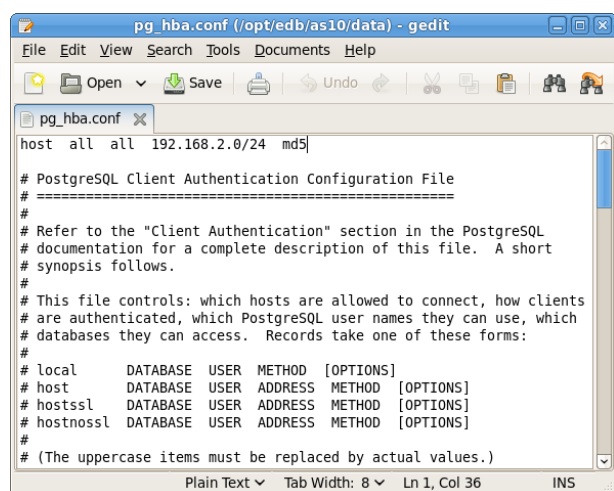 pg_hba.conf (/opt/edb/as10/data) - gedit
File Edit View Search Tools Documents Help
Open Save Undo
pg_hba.conf
host all all 192.168.2.0/24 md5
# PostgreSQL Client Authentication Configuration File
# ===================================================
#
# Refer to the "Client Authentication" section in the PostgreSQL
# documentation for a complete description of this file. A short
# synopsis follows.
#
# This file controls: which hosts are allowed to connect, how clients
# are authenticated, which PostgreSQL user names they can use, which
# databases they can access. Records take one of these forms:
#
# local DATABASE USER METHOD [OPTIONS]
# host DATABASE USER ADDRESS METHOD [OPTIONS]
# hostssl DATABASE USER ADDRESS METHOD [OPTIONS]
# hostnossl DATABASE USER ADDRESS METHOD [OPTIONS]
#
# (The uppercase items must be replaced by actual values.)
Plain Text Tab Width: 8 Ln 1, Col 36 INS